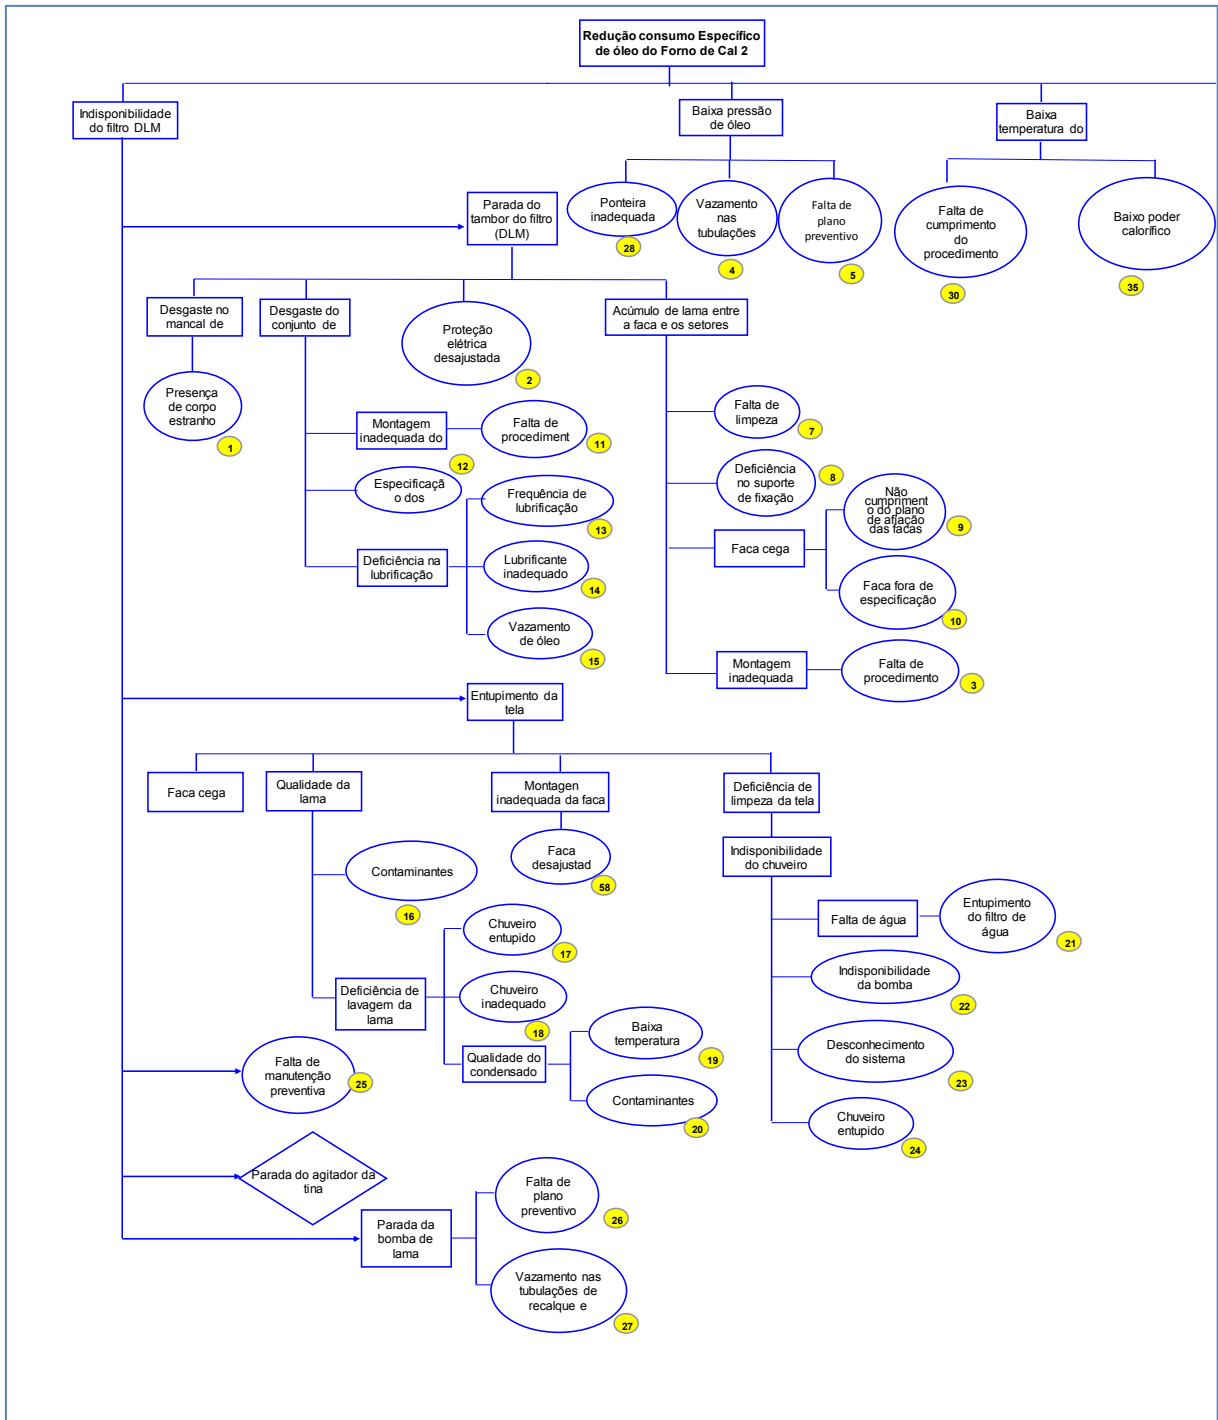 Redução consumo Específico
de óleo do Forno de Cal 2
Indisponibilidade
do filtro DLM
Baixa pressão
de óleo
Baixa
temperatura do
Ponteira
inadequada
28
Vazamento
nas
tubulações
4
Falta de
plano
preventivo
5
Falta de
cumprimento
do
procedimento
30
Baixo poder
calorífico
35
Parada do
tambor do filtro
(DLM)
Desgaste no
mancal de
Desgaste do
conjunto de
Proteção
elétrica
desajustada
2
Acúmulo de lama entre
a faca e os setores
Presença
de corpo
estranho
1
Montagem
inadequada do
Falta de
procediment
11
12
Especificaçã
o dos
Frequência de
lubrificação
13
Deficiência na
lubrificação
Lubrificante
inadequado
14
Vazamento
de óleo
15
Falta de
limpeza
7
Deficiência
no suporte
de fixação
8
Faca cega
Não
cumpriment
o do plano
de afiação
das facas
9
Faca fora de
especificação
10
Montagem
inadequada
Falta de
procedimento
3
Entupimento da
tela
Faca cega
Qualidade da
lama
Montagen
inadequada da faca
Deficiência de
limpeza da tela
Contaminantes
16
Faca
desajustad
58
Indisponibilidade
do chuveiro
Falta de água
Entupimento
do filtro de
água
21
Chuveiro
entupido
17
Deficiência de
lavagem da
lama
Chuveiro
inadequado
18
Indisponibilidade
da bomba
22
Qualidade do
condensado
Baixa
temperatura
19
Contaminantes
20
Desconhecimento
do sistema
23
Chuveiro
entupido
24
Falta de
manutenção
preventiva
25
Parada do agitador da
tina
Parada da
bomba de
lama
Falta de
plano
preventivo
26
Vazamento nas
tubulações de
recalque e
27